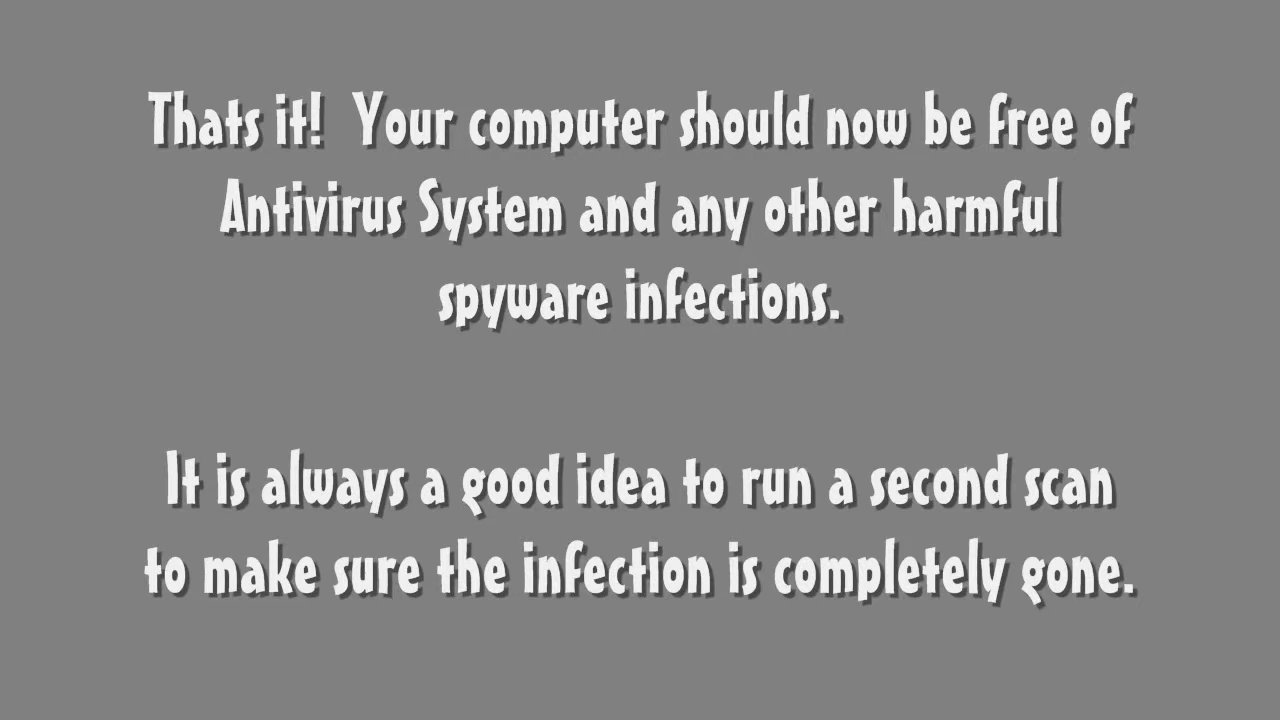 Thats it!  Your computer should now be free of
Antivirus System and any other harmful
spyware infections.
It is always a good idea to run a second scan
to make sure the infection is completely gone.